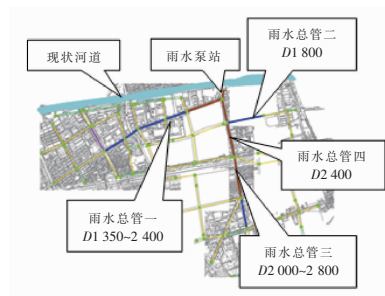 现状河道
雨水泵站
雨水总管二
D1 800
雨水总管四
D2 400
雨水总管一
D1 350~2 400
雨水总管三
D2 000~2 800